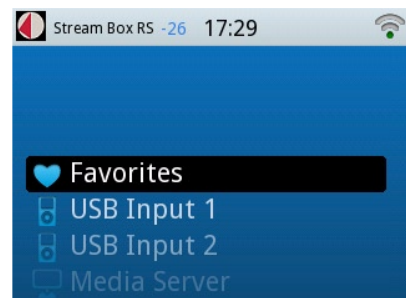 Stream Box RS -26 17:29
Favorites
USB Input 1
USB Input 2
Media Server